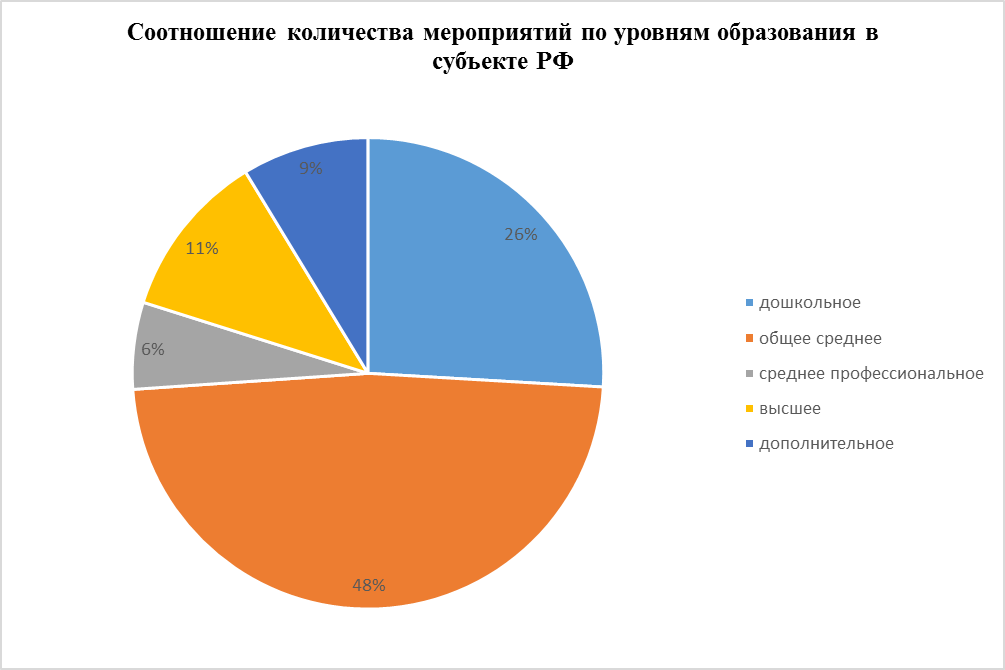 Соотношение количества мероприятий по уровням образования в
субъекте РФ
9%
26%
11%
6%
48%
дошкольное
общее среднее
среднее профессиональное
высшее
дополнительное